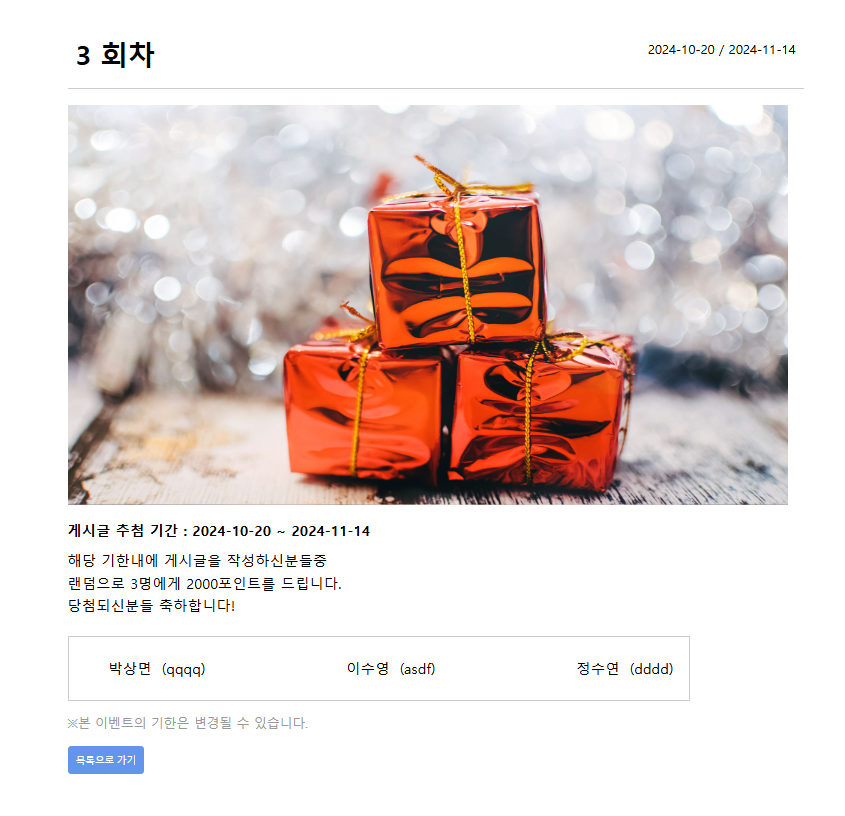 3 회차
2024-10-20 / 2024-11-14
게시글 추첨 기간 : 2024-10-20 ~ 2024-11-14
해당 기한내에 게시글을 작성하신분들중
랜덤으로 3명에게 2000포인트를 드립니다.
당첨되신분들 축하합니다!
박상면 (qqqq) 이수영 (asdf) 정수연 (dddd)
※본 이벤트의 기한은 변경될 수 있습니다.
목록으로 가기